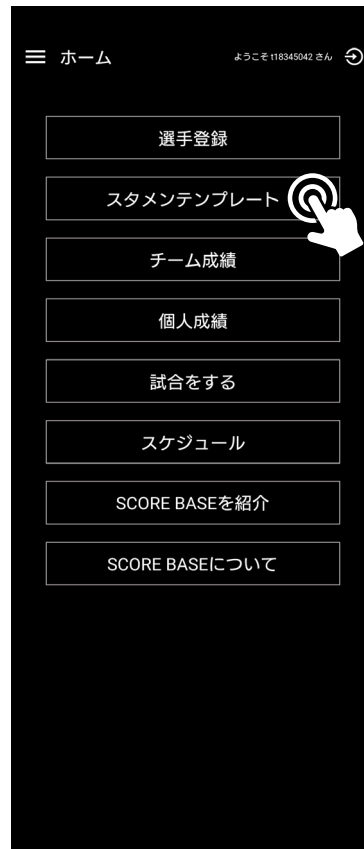 ホーム
ようこそ t18345042 さん
選手登録
スタメンテンプレート
チーム成績
個人成績
試合をする
スケジュール
SCORE BASEを紹介
SCORE BASEについて